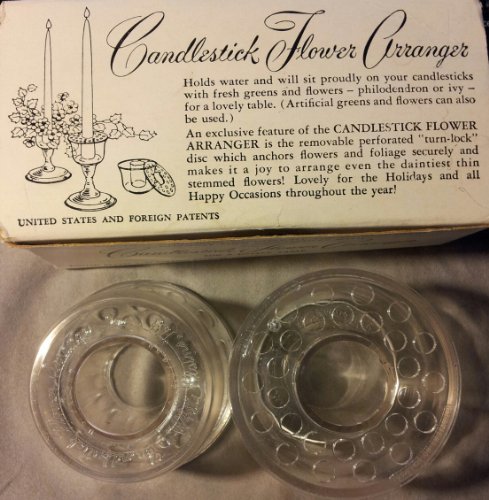 Candlestick Flower Arranger
Holds water and will sit proudly on your candlesticks
with fresh greens and flowers - philodendron or ivy -
for a lovely table. (Artificial greens and flowers can also
be used.)
An exclusive feature of the CANDLESTICK FLOWER
ARRANGER is the removable perforated "turn-lock"
disc which anchors flowers and foliage securely and
makes it a joy to arrange even the daintiest thin
stemmed flowers! Lovely for the Holidays and all
Happy Occasions throughout the year!
UNITED STATES AND FOREIGN PATENTS
Candlestick Flower Arranger